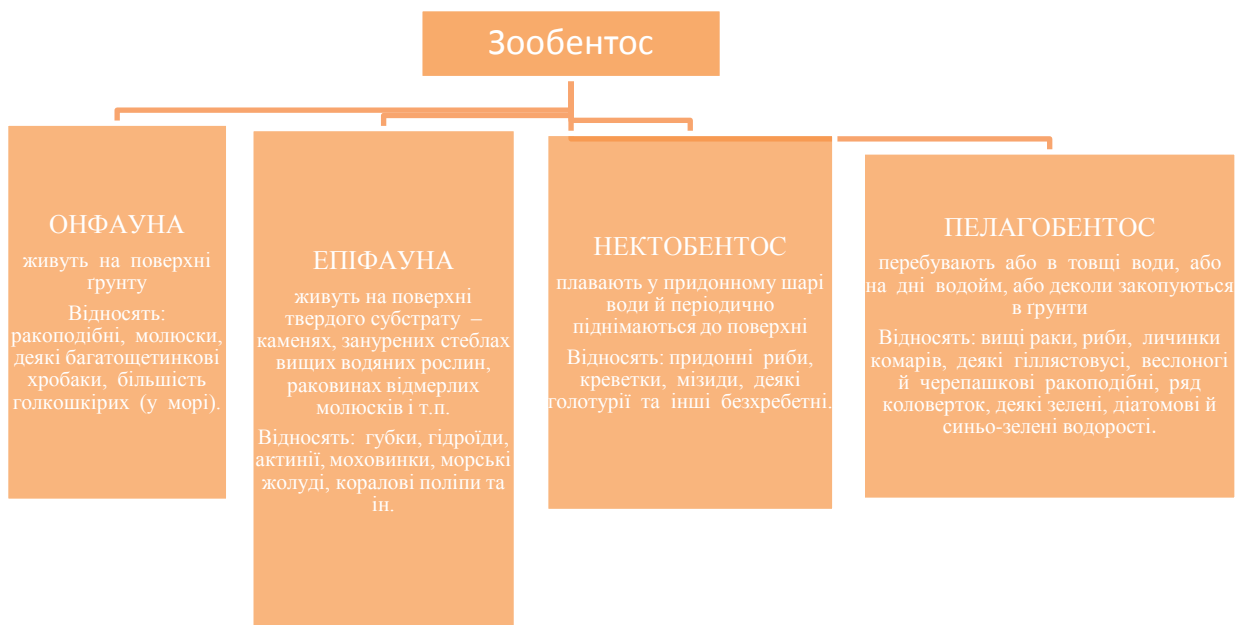 Зообентос
ОНФАУНА
живуть на поверхні
ґрунту
Відносять:
ракоподібні, молюски,
деякі багатощетинкові
хробаки, більшість
голкошкірих (у морі).
ЕПІФАУНА
живуть на поверхні
твердого субстрату –
каменях, занурених стеблах
вищих водяних рослин,
раковинах відмерлих
молюсків і т.п.
Відносять: губки, гідроїди,
актинії, моховинки, морські
жолуді, коралові поліпи та
ін.
НЕКТОБЕНТОС
плавають у придонному шарі
води й періодично
піднімаються до поверхні
Відносять: придонні риби,
креветки, мізиди, деякі
голотурії та інші безхребетні.
ПЕЛАГОБЕНТОС
перебувають або в товщі води, або
на дні водойм, або деколи закопуються
в ґрунти
Відносять: вищі раки, риби, личинки
комарів, деякі гіллястовусі, веслоногі
й черепашкові ракоподібні, ряд
коловерток, деякі зелені, діатомові й
синьо-зелені водорості.